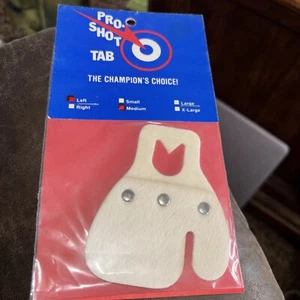 PRO-
SHOT
TAB
THE CHAMPION'S CHOICE!
Left Small Large
Right Medium X-Large